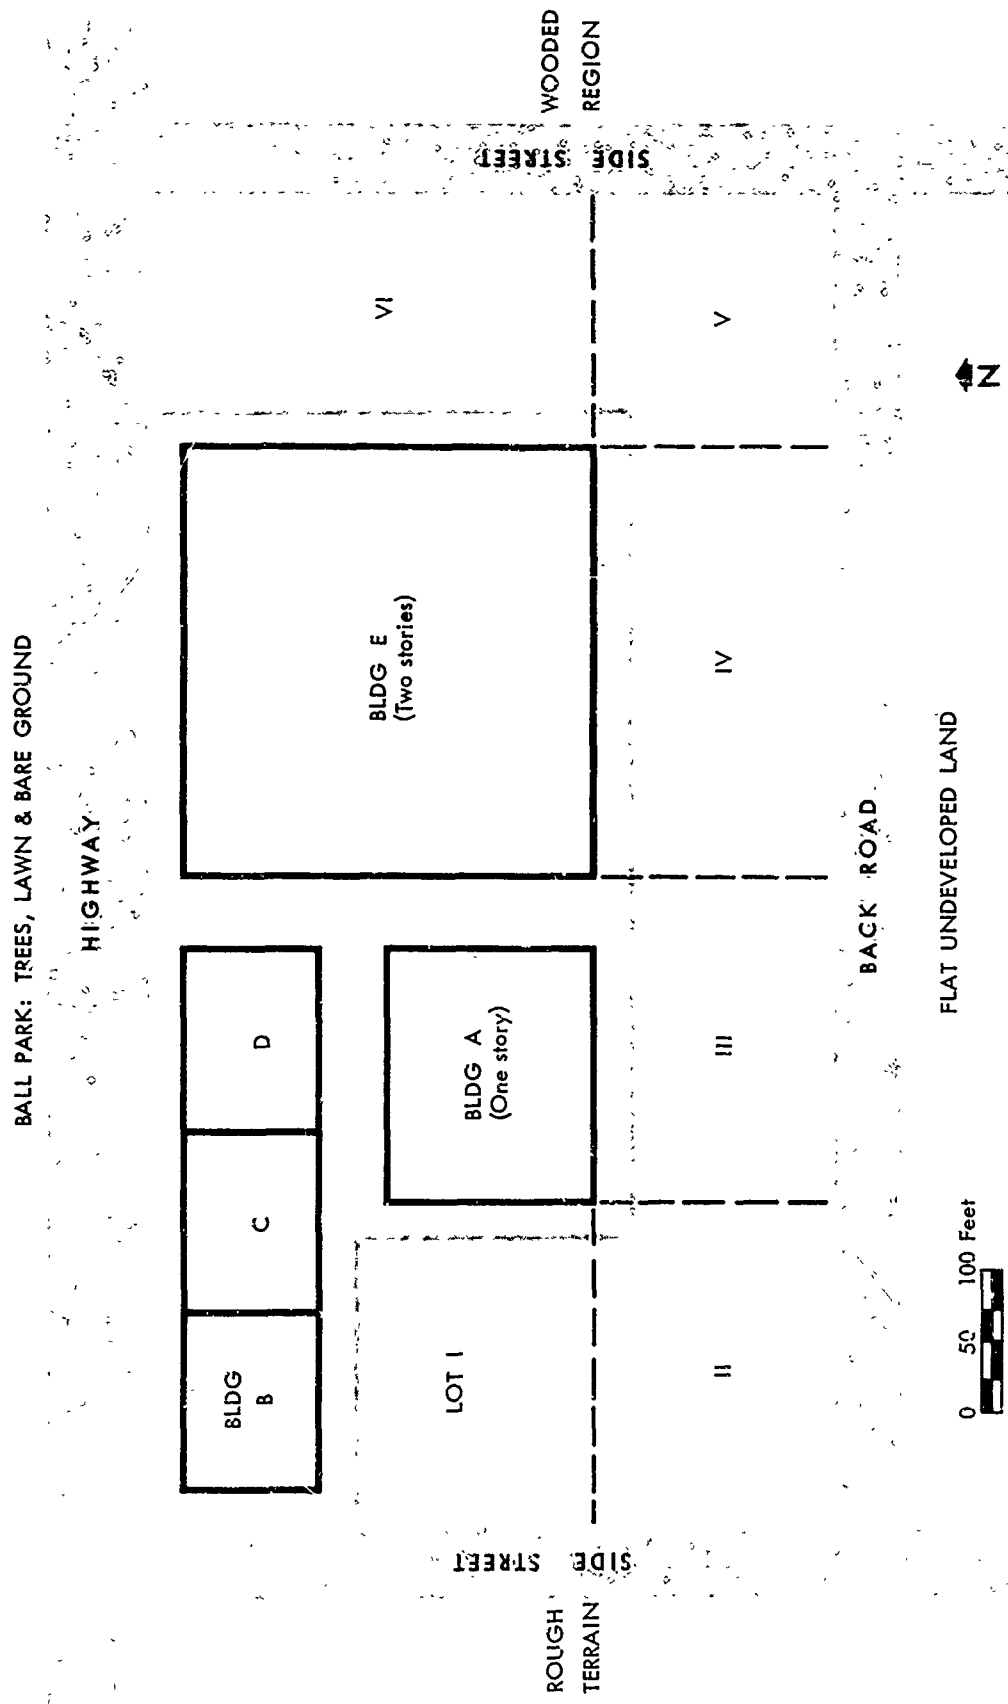 BALL PARK: TREES, LAWN & BARE GROUND
HIGHWAY
BLDG
B
C
D
BLDG E
(Two stories)
VI
LOT I
BLDG A
(One story)
SIDE STREET
SIDE STREET
ROUGH
TERRAIN
WOODED
REGION
II
III
IV
V
BACK ROAD
FLAT UNDEVELOPED LAND
0 50 100 Feet
N